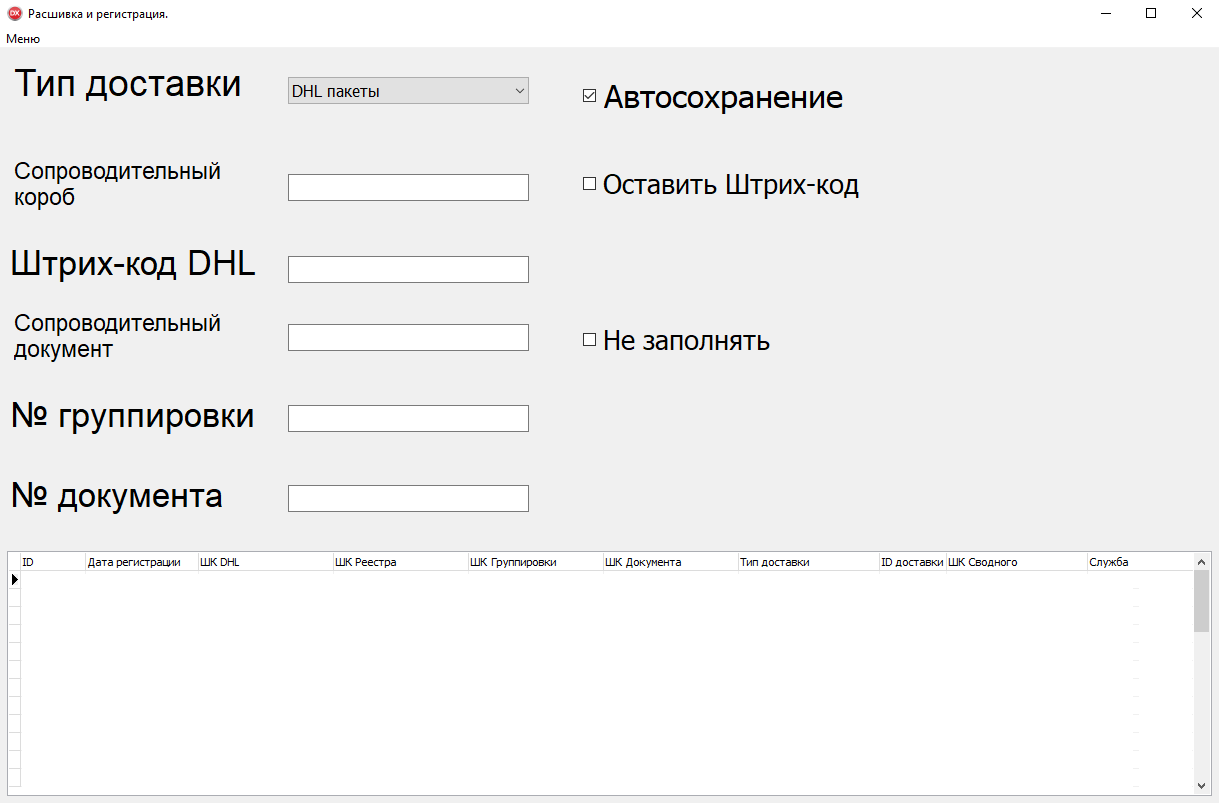 DX Расшивка и регистрация.
Меню
Тип доставки
DHL пакеты
Автосохранение
Сопроводительный
короб
Оставить Штрих-код
Штрих-код DHL
Сопроводительный
документ
Не заполнять
№ группировки
№ документа
ID Дата регистрации ШК DHL ШК Реестра ШК Группировки ШК Документа Тип доставки ID доставки ШК Сводного Служба